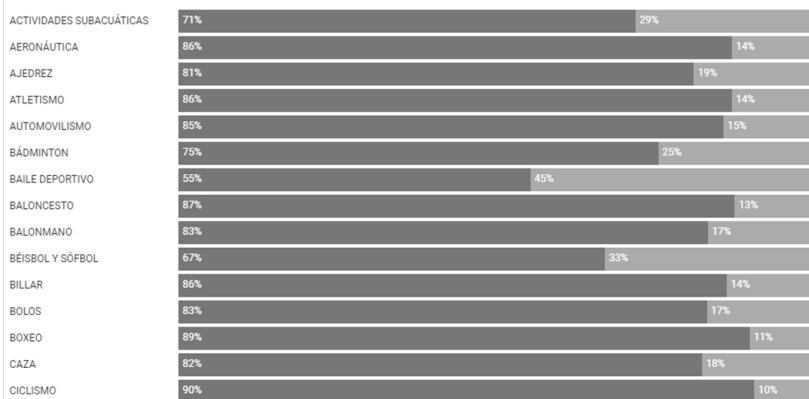 ACTIVIDADES SUBACUÁTICAS 71% 29%
AERONÁUTICA 86% 14%
AJEDREZ 81% 19%
ATLETISMO 86% 14%
AUTOMOVILISMO 85% 15%
BÁDMINTON 75% 25%
BAILE DEPORTIVO 55% 45%
BALONCESTO 87% 13%
BALONMANO 83% 17%
BÉISBOL Y SÓFBOL 67% 33%
BILLAR 86% 14%
BOLOS 83% 17%
BOXEO 89% 11%
CAZA 82% 18%
CICLISMO 90% 10%